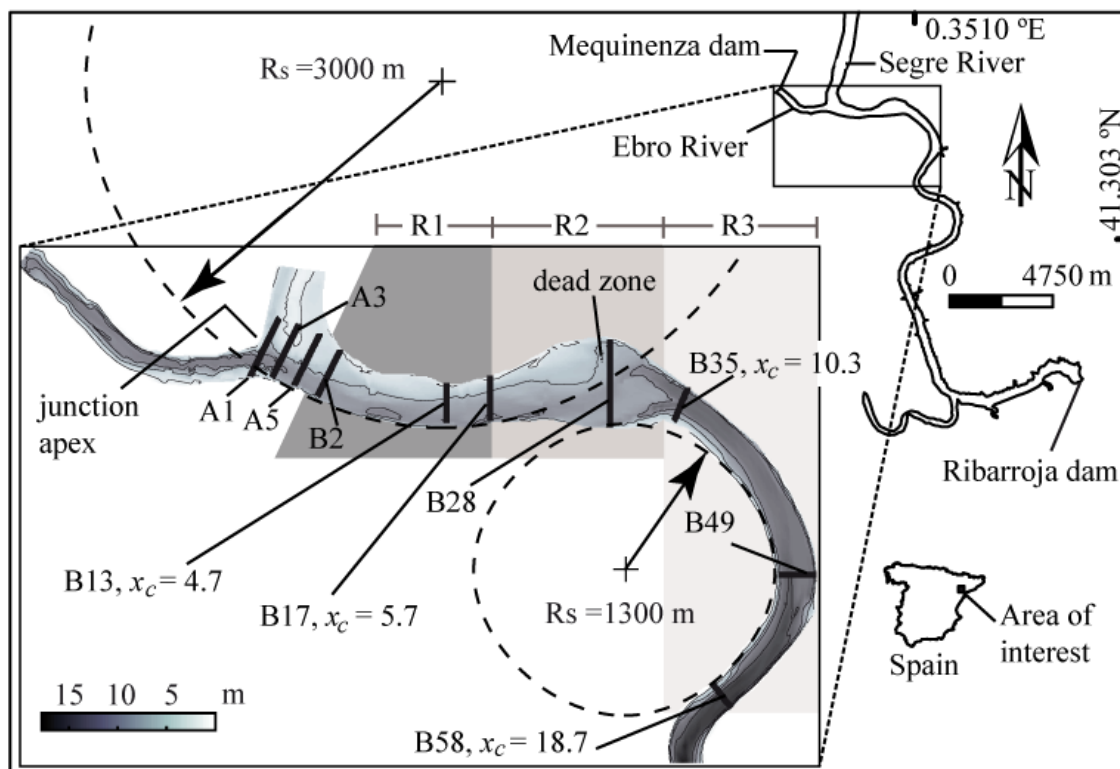 0.3510 ºE
Mequinenza dam
Segre River
Rs =3000 m
Ebro River
N
41.303 ºN
R1
R2
R3
0 4750 m
dead zone
A3
B35, xc = 10.3
junction
apex
A1
A5
B2
Ribarroja dam
B28
B49
B13, xc = 4.7
B17, xc = 5.7
Rs =1300 m
Area of
interest
Spain
15 10 5 m
B58, xc = 18.7